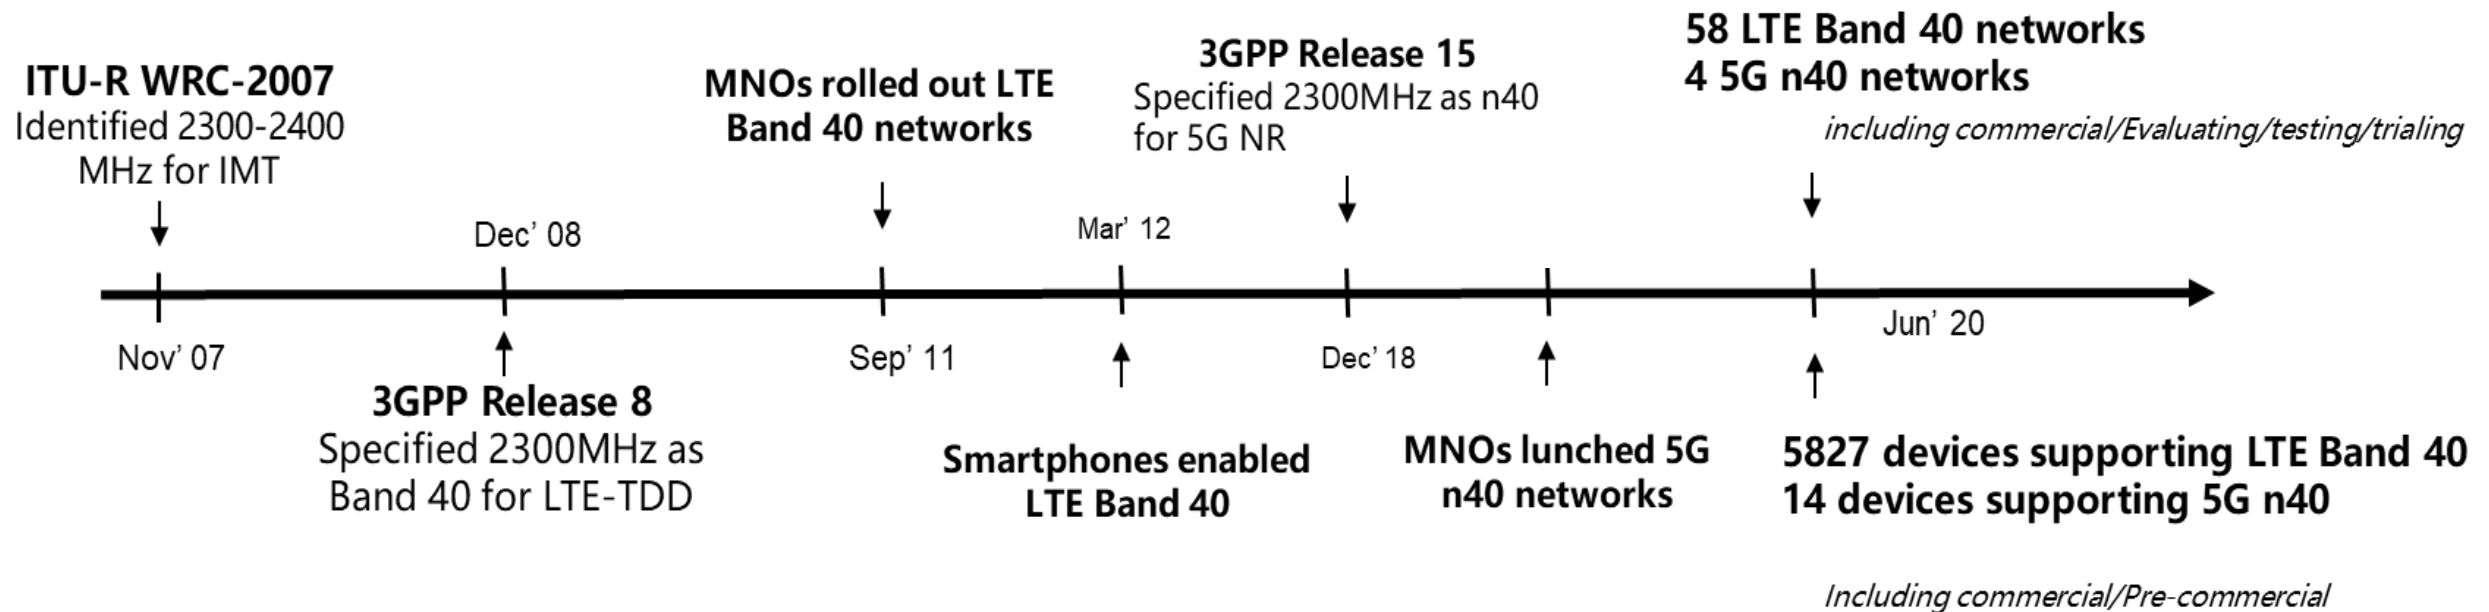 ITU-R WRC-2007
Identified 2300-2400
MHz for IMT
Nov’ 07
Dec’ 08
3GPP Release 8
Specified 2300MHz as
Band 40 for LTE-TDD
MNOs rolled out LTE
Band 40 networks
Sep’ 11
Mar’ 12
Smartphones enabled
LTE Band 40
3GPP Release 15
Specified 2300MHz as n40
for 5G NR
Dec’ 18
MNOs lunched 5G
n40 networks
58 LTE Band 40 networks
4 5G n40 networks
including commercial/Evaluating/testing/trialing
Jun’ 20
5827 devices supporting LTE Band 40
14 devices supporting 5G n40
Including commercial/Pre-commercial